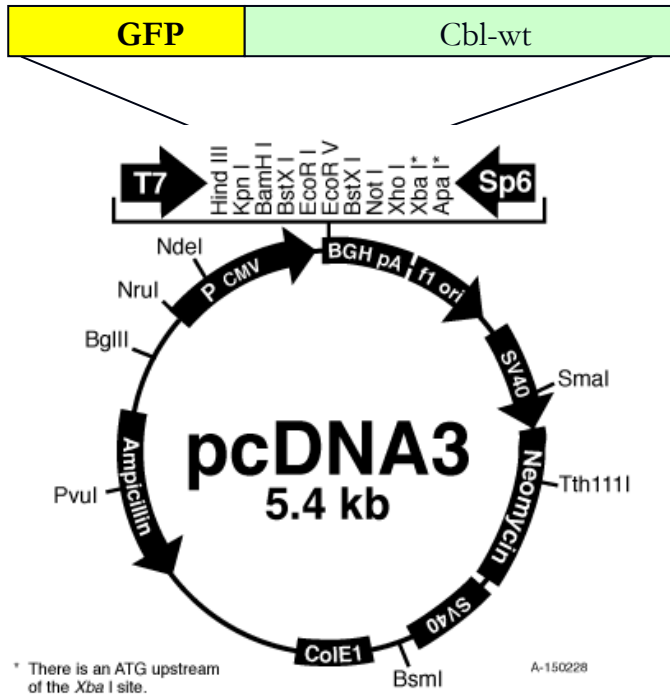 GFP
Cbl-wt
T7
Hind III
Kpn I
BamH I
BstX I
EcoR I
EcoR V
BstX I
Not I
Xho I
Xba I*
Apa I*
Sp6
NdeI
NruI
BglII
PvuI
P CMV
BGH pA
f1 ori
SV40
SmaI
Neomycin
Tth111I
SV40
BsmI
ColE1
Ampicillin
pcDNA3
5.4 kb
* There is an ATG upstream
of the Xba I site.
A-150228